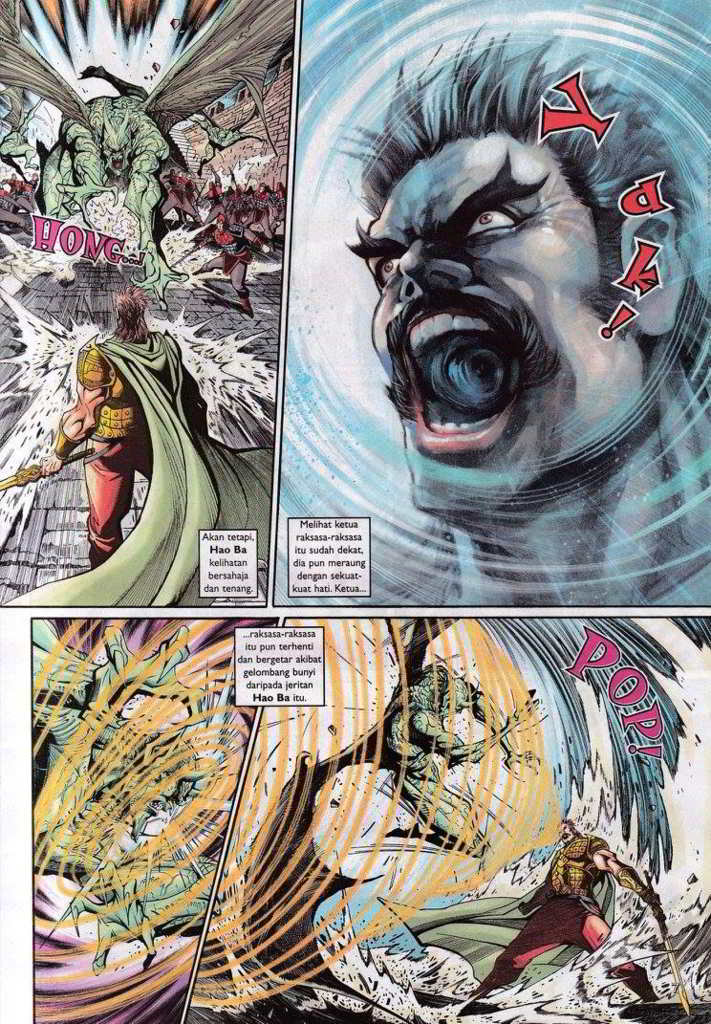 HONG...!
Akan tetapi,
Hao Ba
kelihatan
bersahaja
dan tenang.
Yak!
Melihat ketua
raksasa-raksasa
itu sudah dekat,
dia pun meraung
dengan sekuat-
kuat hati. Ketua...
...raksasa-raksasa
itu pun terhenti
dan bergetar akibat
gelombang bunyi
daripada jeritan
Hao Ba itu.
POP!